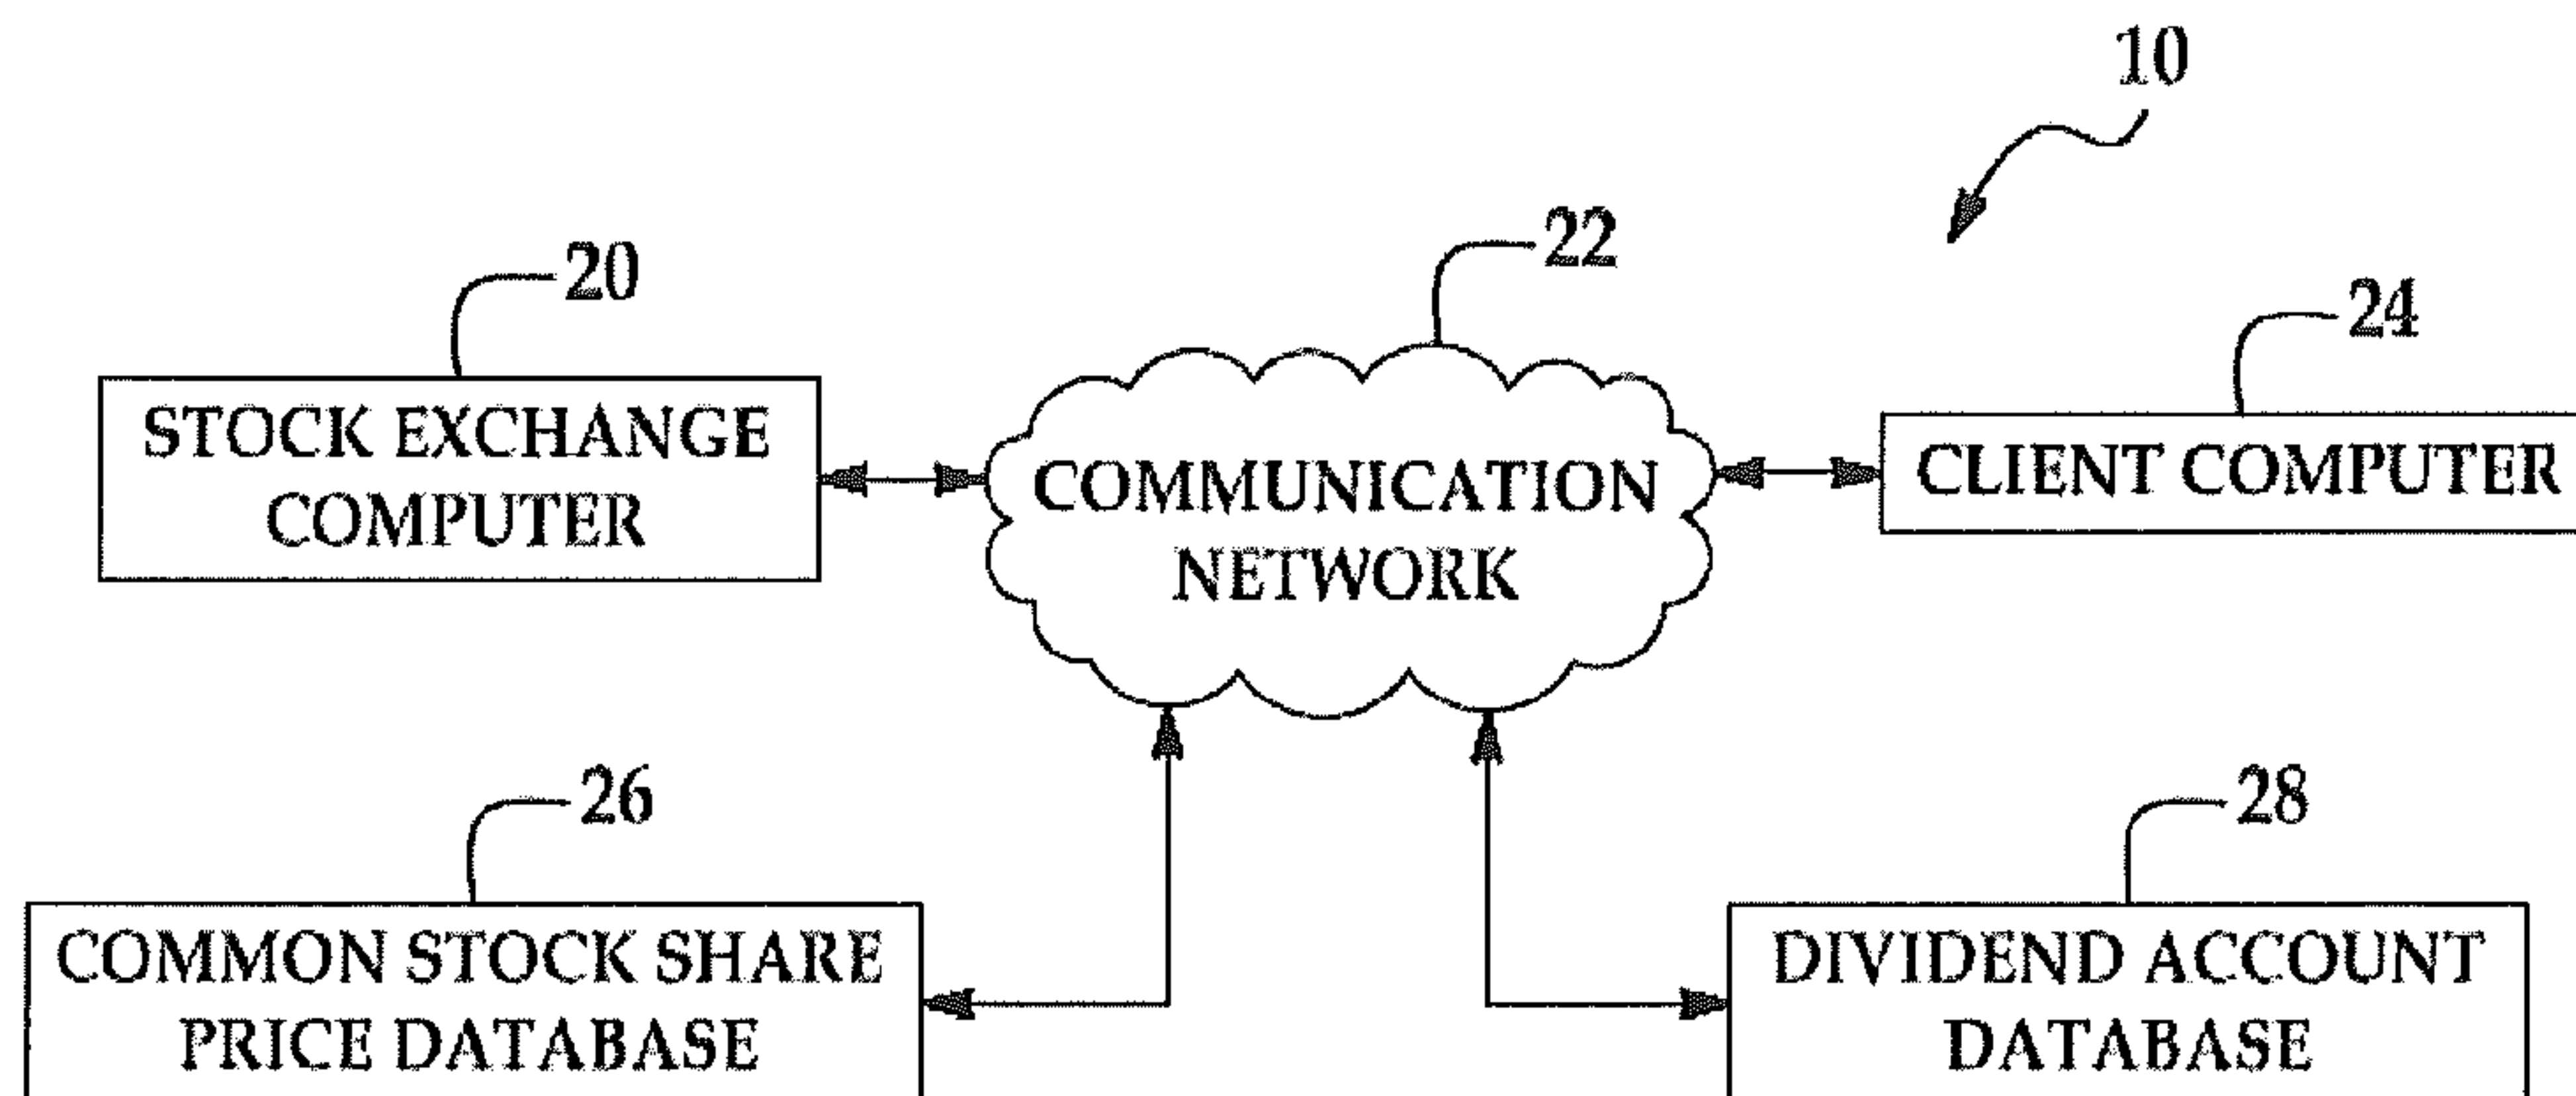 10
22
20
24
STOCK EXCHANGE
COMPUTER
COMMUNICATION
NETWORK
CLIENT COMPUTER
26
28
COMMON STOCK SHARE
PRICE DATABASE
DIVIDEND ACCOUNT
DATABASE